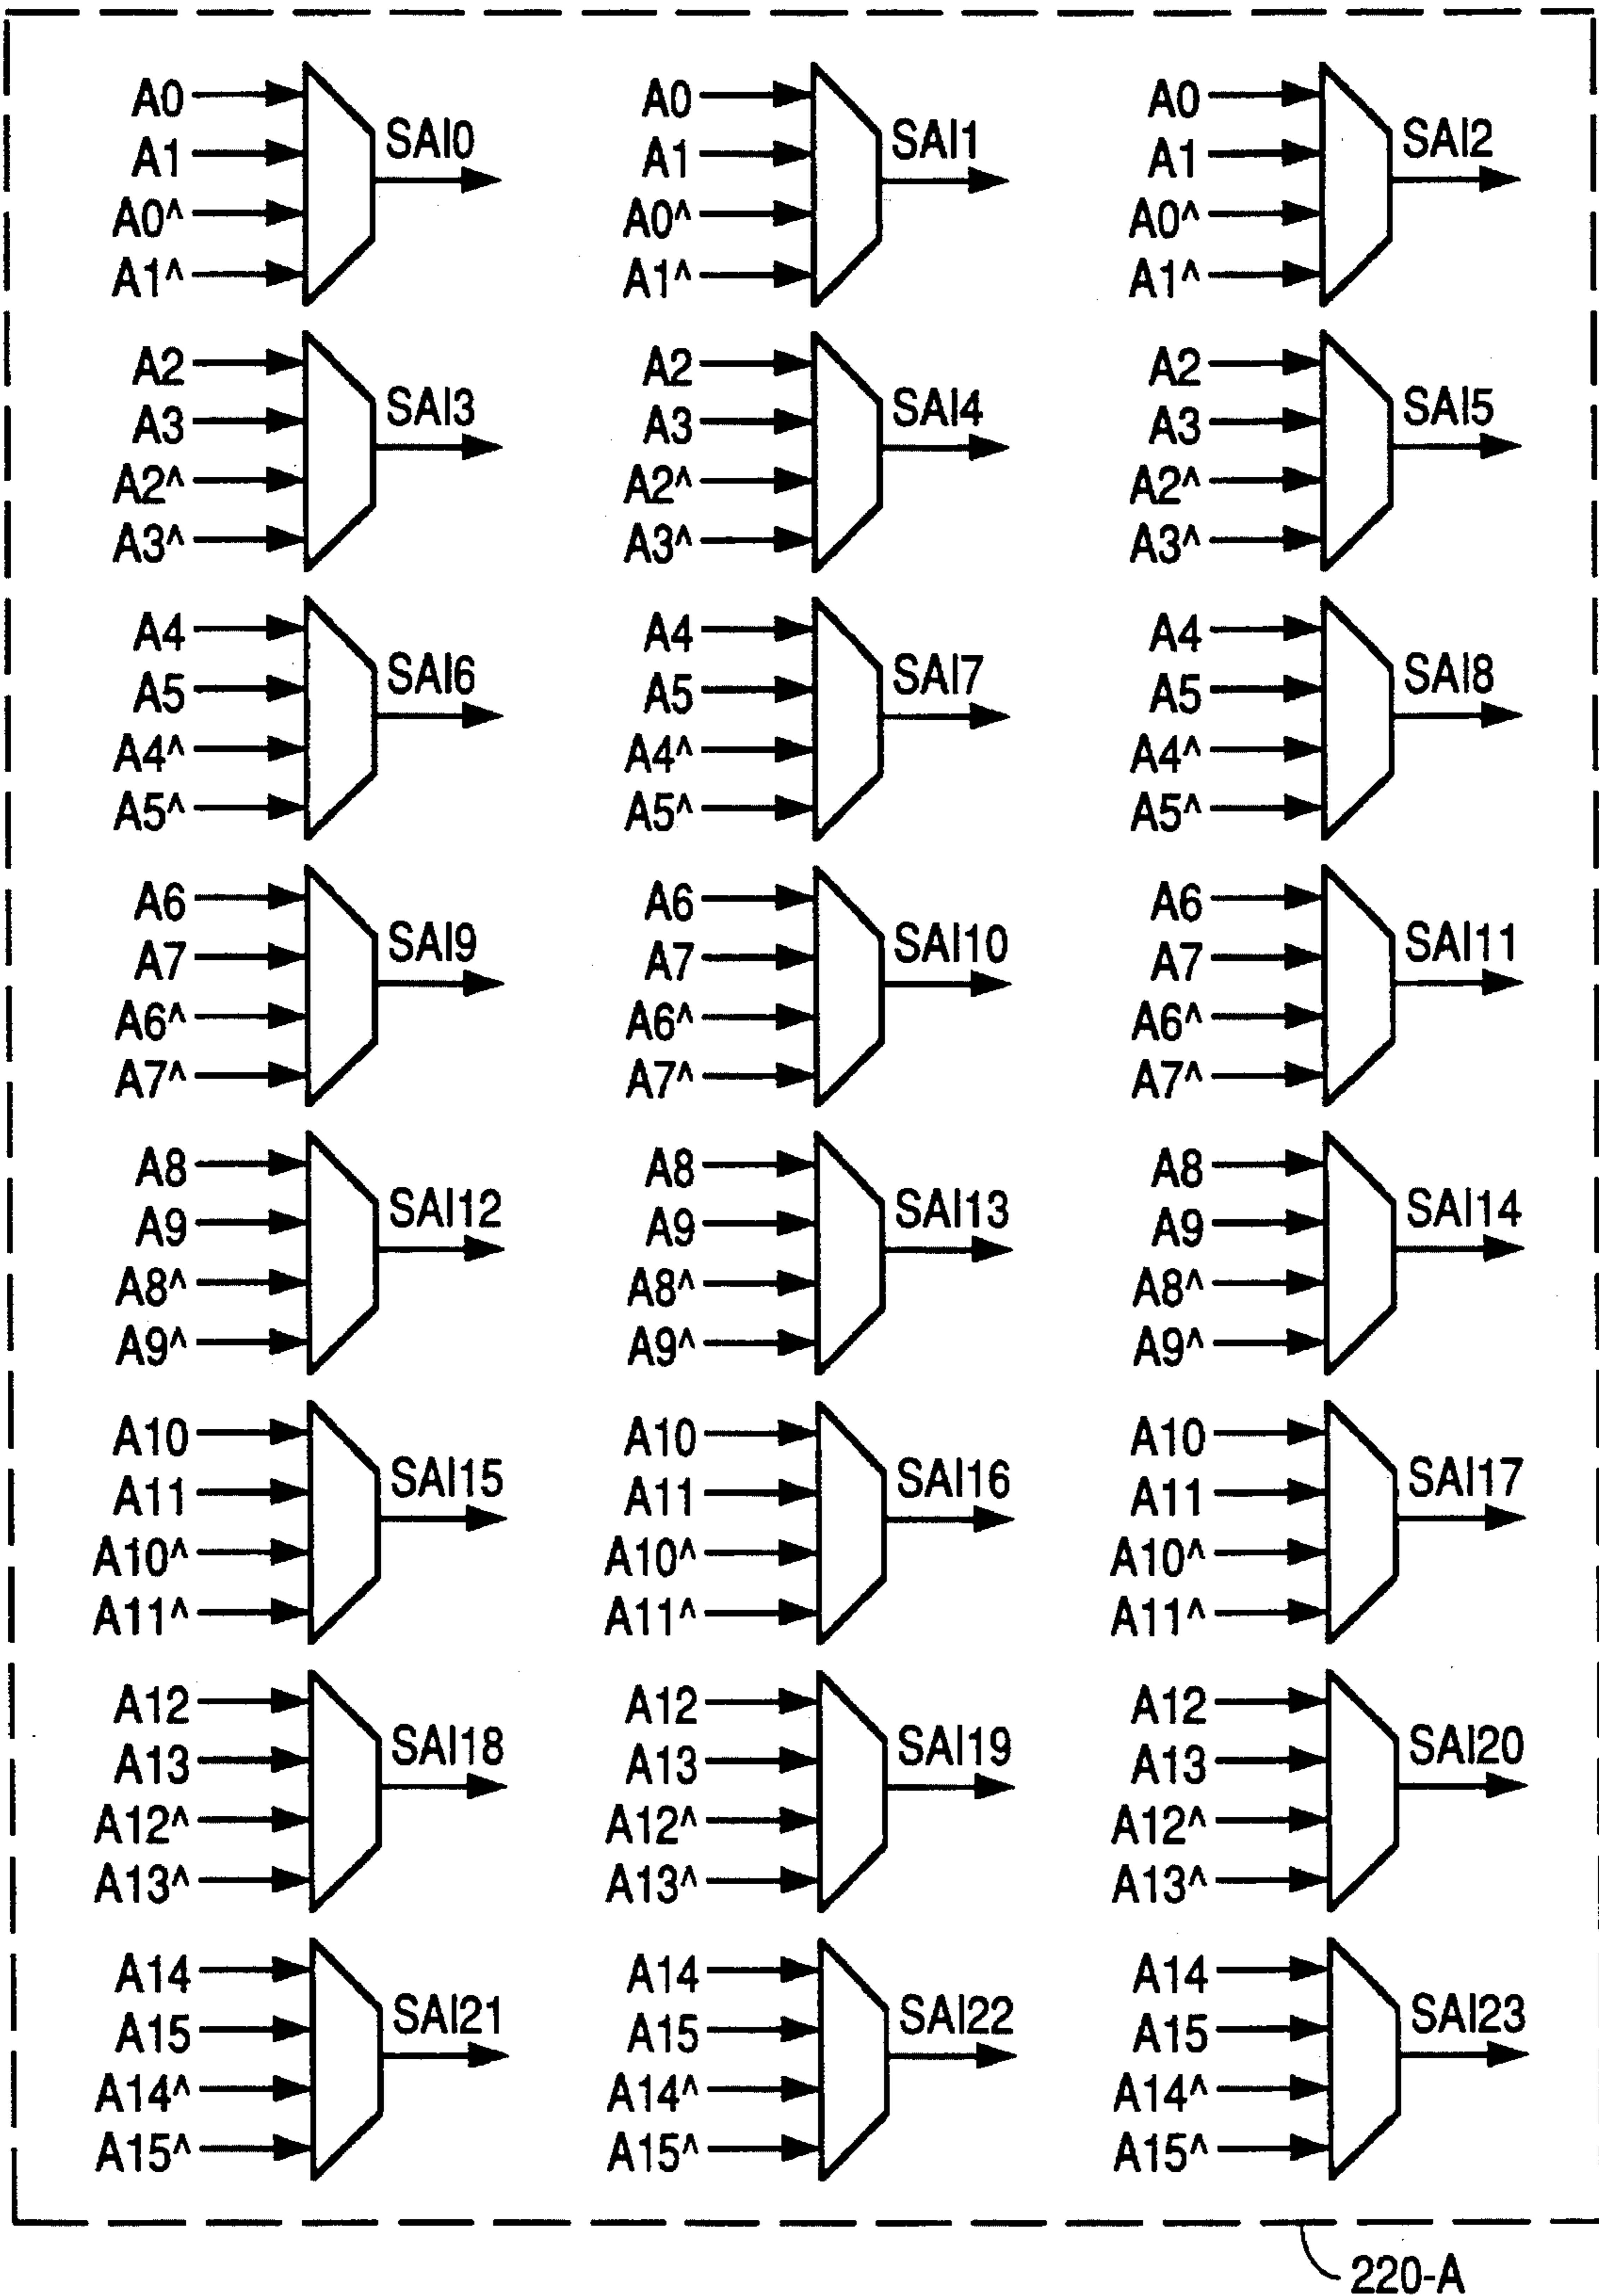 A0 A0 A0
SAI0 SAI1 SAI2
A1 A1 A1
A0^ A0^ A0^
A1^ A1^ A1^
A2 A2 A2
SAI3 SAI4 SAI5
A3 A3 A3
A2^ A2^ A2^
A3^ A3^ A3^
A4 A4 A4
SAI6 SAI7 SAI8
A5 A5 A5
A4^ A4^ A4^
A5^ A5^ A5^
A6 A6 A6
SAI9 SAI10 SAI11
A7 A7 A7
A6^ A6^ A6^
A7^ A7^ A7^
A8 A8 A8
SAI12 SAI13 SAI14
A9 A9 A9
A8^ A8^ A8^
A9^ A9^ A9^
A10 A10 A10
SAI15 SAI16 SAI17
A11 A11 A11
A10^ A10^ A10^
A11^ A11^ A11^
A12 A12 A12
SAI18 SAI19 SAI20
A13 A13 A13
A12^ A12^ A12^
A13^ A13^ A13^
A14 A14 A14
SAI21 SAI22 SAI23
A15 A15 A15
A14^ A14^ A14^
A15^ A15^ A15^
220-A